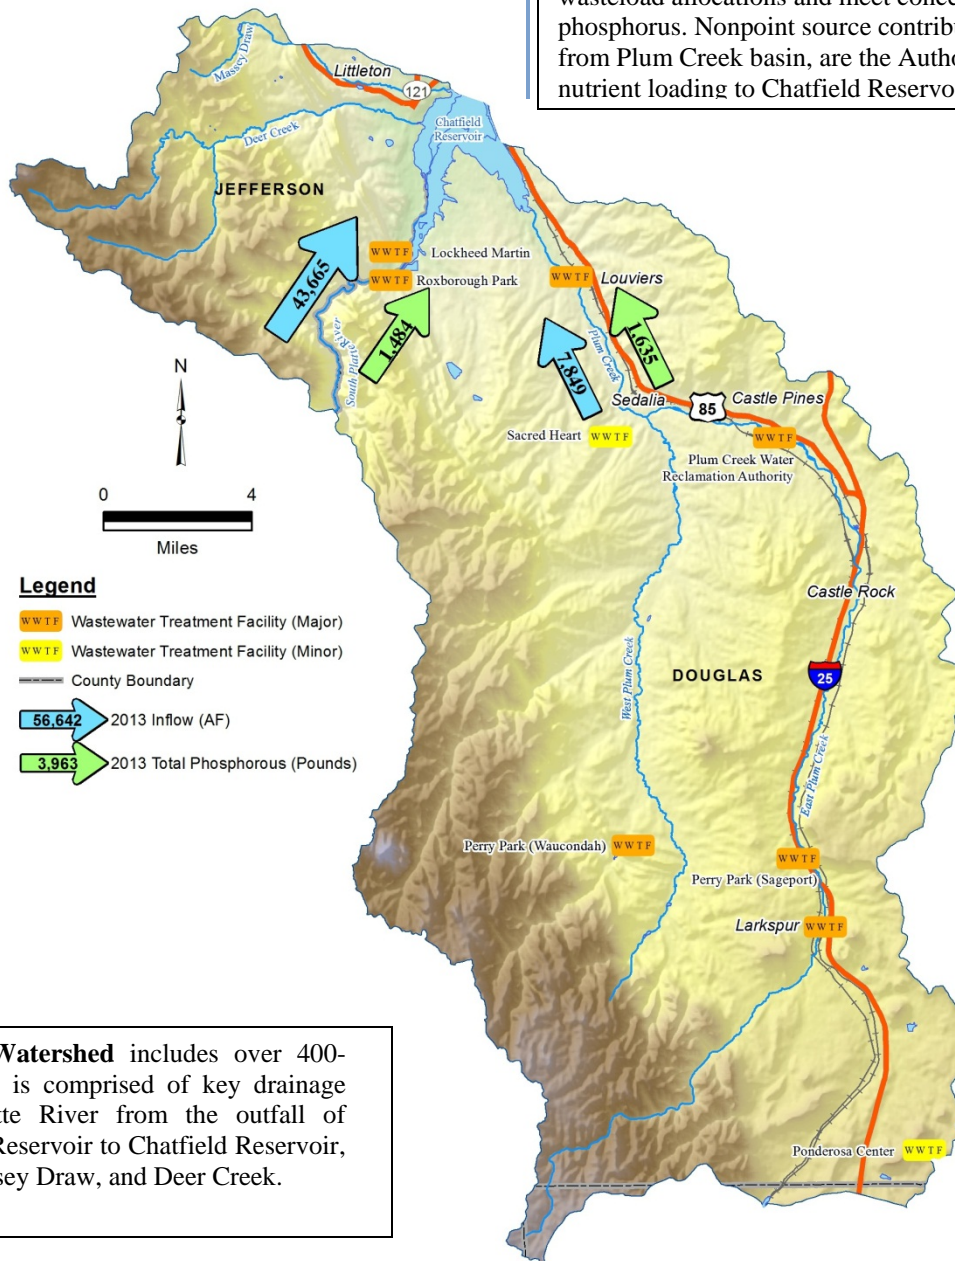 wasteload allocations and meet conce
phosphorus. Nonpoint source contribu
from Plum Creek basin, are the Autho
nutrient loading to Chatfield Reservo
Massey Draw
Littleton
121
Deer Creek
Chatfield
Reservoir
JEFFERSON
43,665
WWTF Lockheed Martin
WWTF Roxborough Park
WWTF Louviers
1,484
South Platte River
Plum Creek
7,849
1,635
N
Sedalia
85
Castle Pines
Sacred Heart WWTF
WWTF
Plum Creek Water
Reclamation Authority
0 4
Miles
Legend
WWTF Wastewater Treatment Facility (Major)
WWTF Wastewater Treatment Facility (Minor)
County Boundary
56,642 2013 Inflow (AF)
3,963 2013 Total Phosphorous (Pounds)
Castle Rock
West Plum Creek
DOUGLAS
25
East Plum Creek
Perry Park (Waucondah) WWTF
WWTF
Perry Park (Sageport)
Larkspur WWTF
Watershed includes over 400-
is comprised of key drainage
tte River from the outfall of
Reservoir to Chatfield Reservoir,
sey Draw, and Deer Creek.
Ponderosa Center WWTF